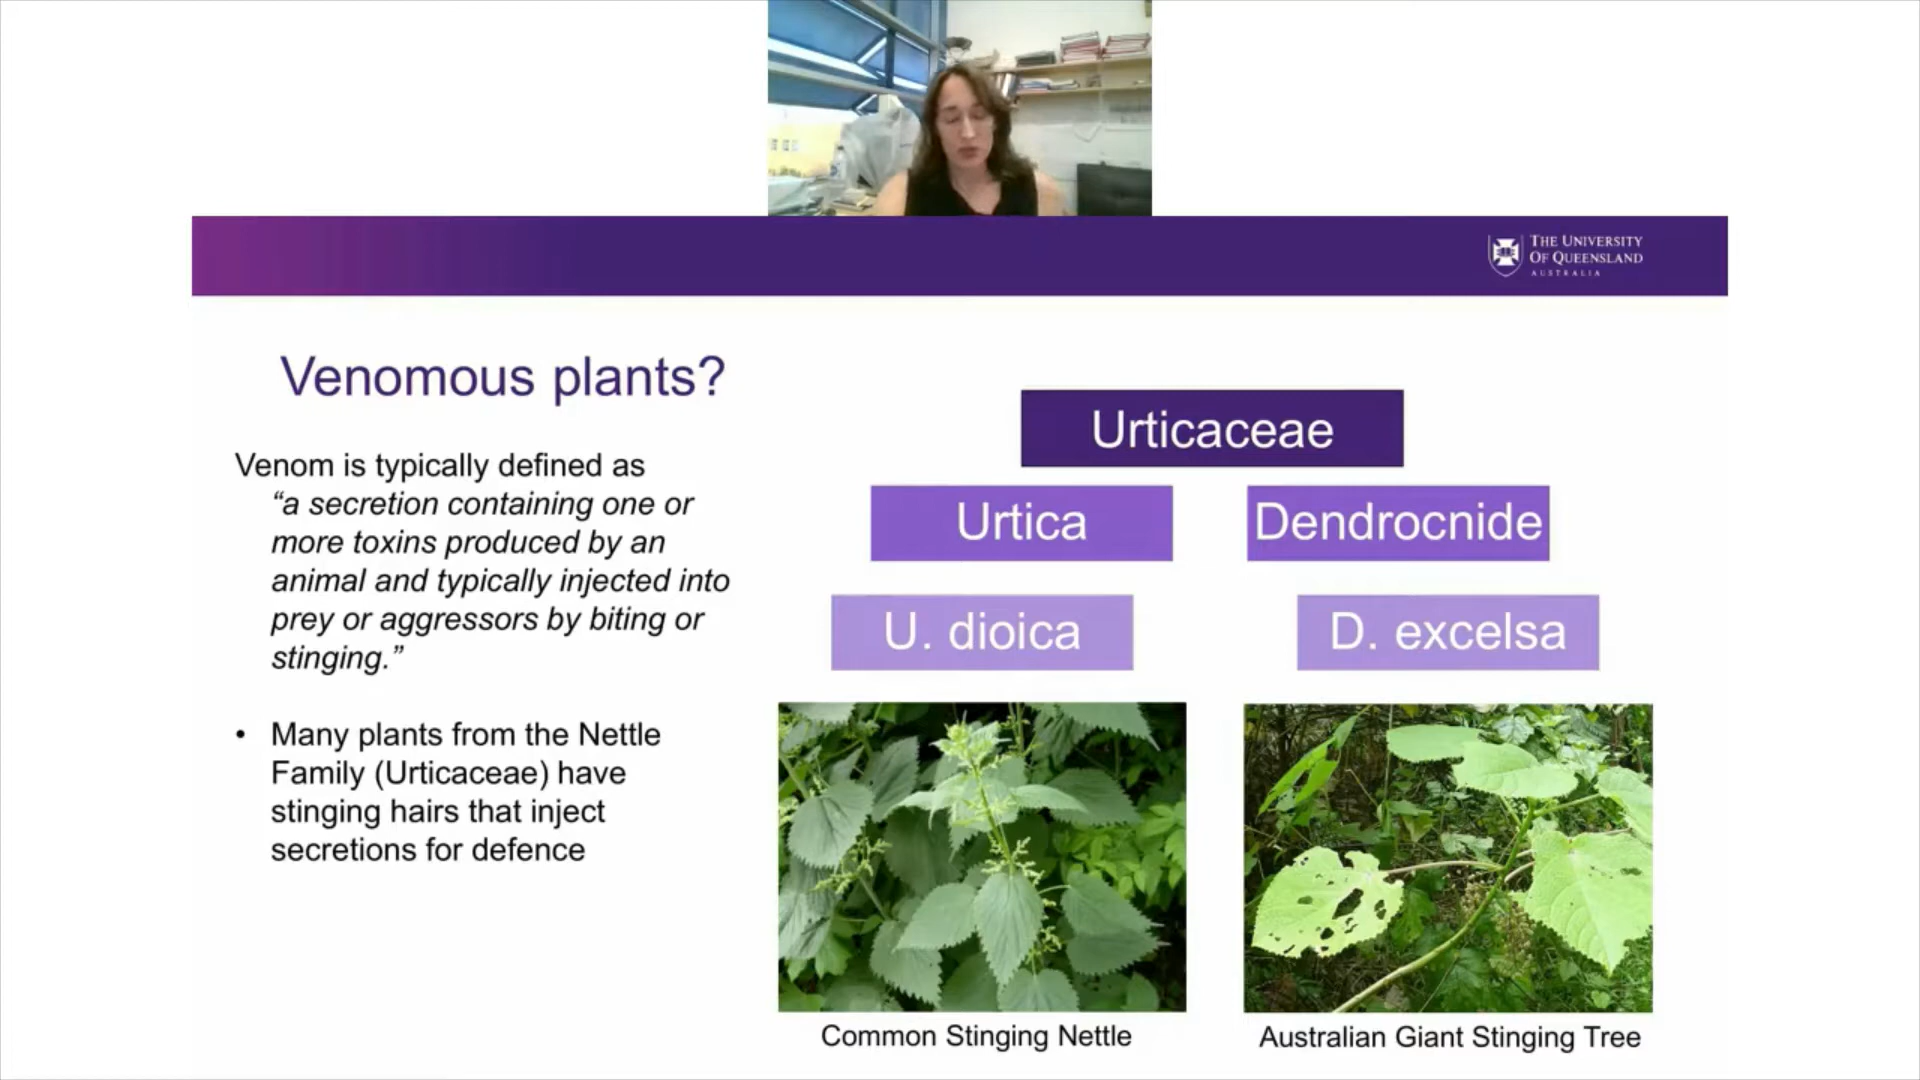 THE UNIVERSITY
OF QUEENSLAND
AUSTRALIA
Venomous plants?
Venom is typically defined as
“a secretion containing one or
more toxins produced by an
animal and typically injected into
prey or aggressors by biting or
stinging.”
• Many plants from the Nettle
Family (Urticaceae) have
stinging hairs that inject
secretions for defence
Urticaceae
Urtica
Dendrocnide
U. dioica
D. excelsa
Common Stinging Nettle
Australian Giant Stinging Tree